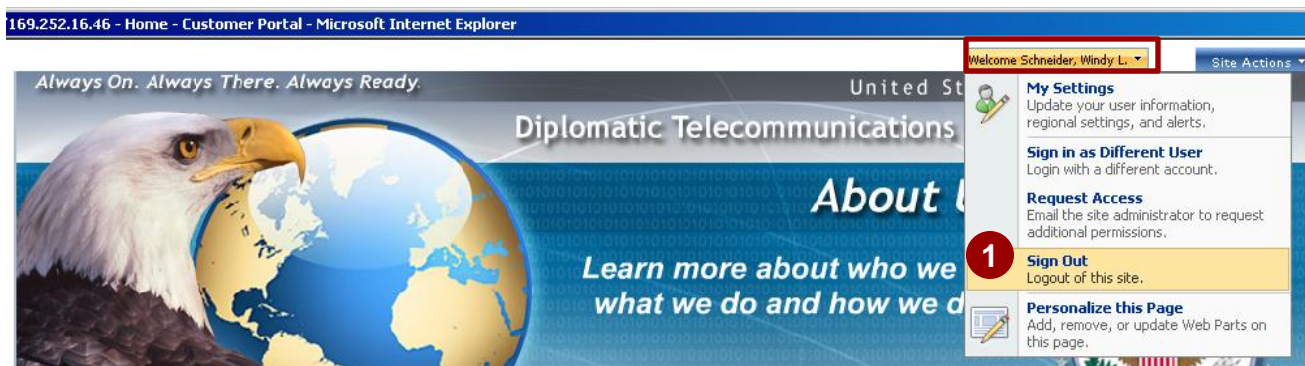 169.252.16.46 - Home - Customer Portal - Microsoft Internet Explorer
Welcome Schneider, Windy L.
Site Actions
Always On. Always There. Always Ready.
United St
Diplomatic Telecommunications
About
Learn more about who we
what we do and how we d
My Settings
Update your user information,
regional settings, and alerts.
Sign in as Different User
Login with a different account.
Request Access
Email the site administrator to request
additional permissions.
1
Sign Out
Logout of this site.
Personalize this Page
Add, remove, or update Web Parts on
this page.